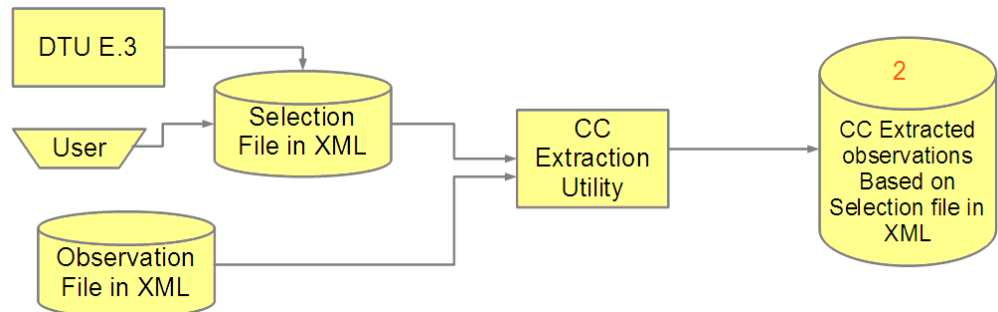 DTU E.3
User
Selection
File in XML
Observation
File in XML
CC
Extraction
Utility
2
CC Extracted
observations
Based on
Selection file in
XML